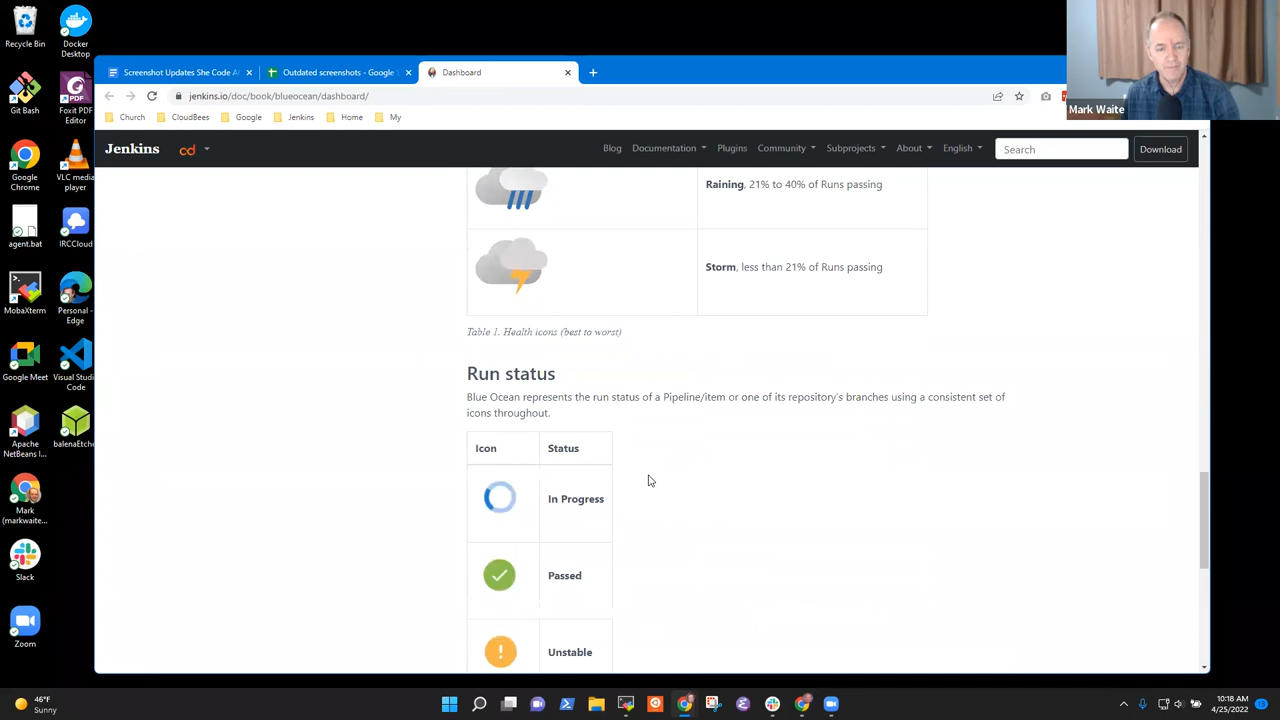 Recycle Bin
Docker Desktop
Git Bash
Foxit PDF Editor
Google Chrome
VLC media player
agent.bat
IRCCloud
MobaXterm
Personal - Edge
Google Meet
Visual Studio Code
Apache NetBeans I...
balenaEtcher
Mark (markwaite...
Slack
Zoom
Screenshot Updates She Code A
Outdated screenshots - Google
Dashboard
jenkins.io/doc/book/blueocean/dashboard/
Church
CloudBees
Google
Jenkins
Home
My
Mark Waite
Jenkins
cd
Blog
Documentation
Plugins
Community
Subprojects
About
English
Search
Download
Raining, 21% to 40% of Runs passing
Storm, less than 21% of Runs passing
Table 1. Health icons (best to worst)
Run status
Blue Ocean represents the run status of a Pipeline/item or one of its repository's branches using a consistent set of
icons throughout.
Icon
Status
In Progress
Passed
Unstable
46°F
Sunny
10:18 AM
4/25/2022